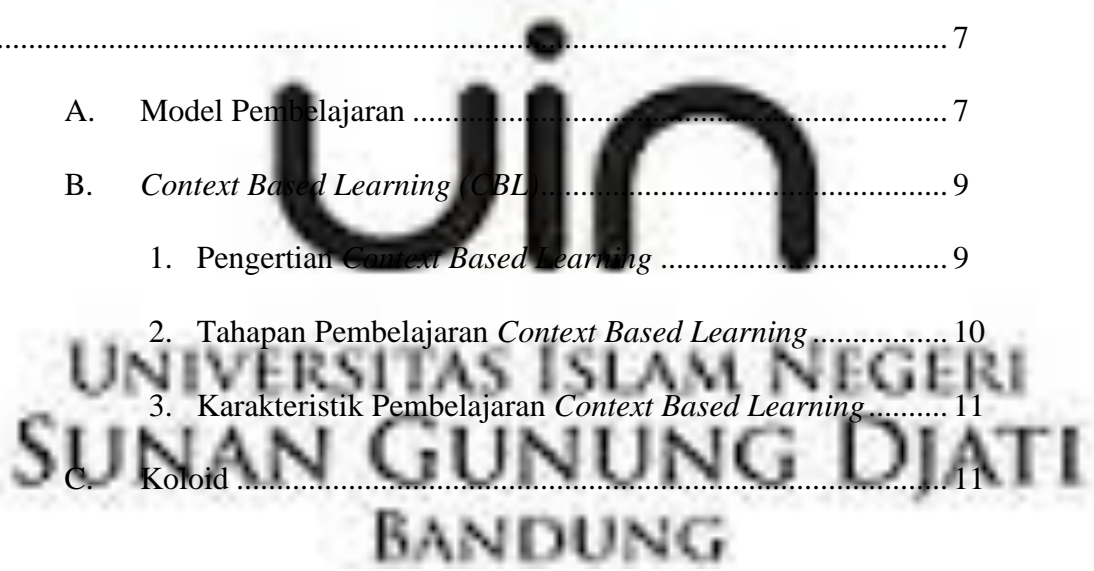 ........................................................................................................................ 7
A. Model Pembelajaran .................................................................... 7
B. Context Based Learning (CBL).................................................... 9
1. Pengertian Context Based Learning .................................... 9
2. Tahapan Pembelajaran Context Based Learning ................. 10
3. Karakteristik Pembelajaran Context Based Learning .......... 11
C. Koloid .......................................................................................... 11
uin
UNIVERSITAS ISLAM NEGERI
SUNAN GUNUNG DJATI
BANDUNG